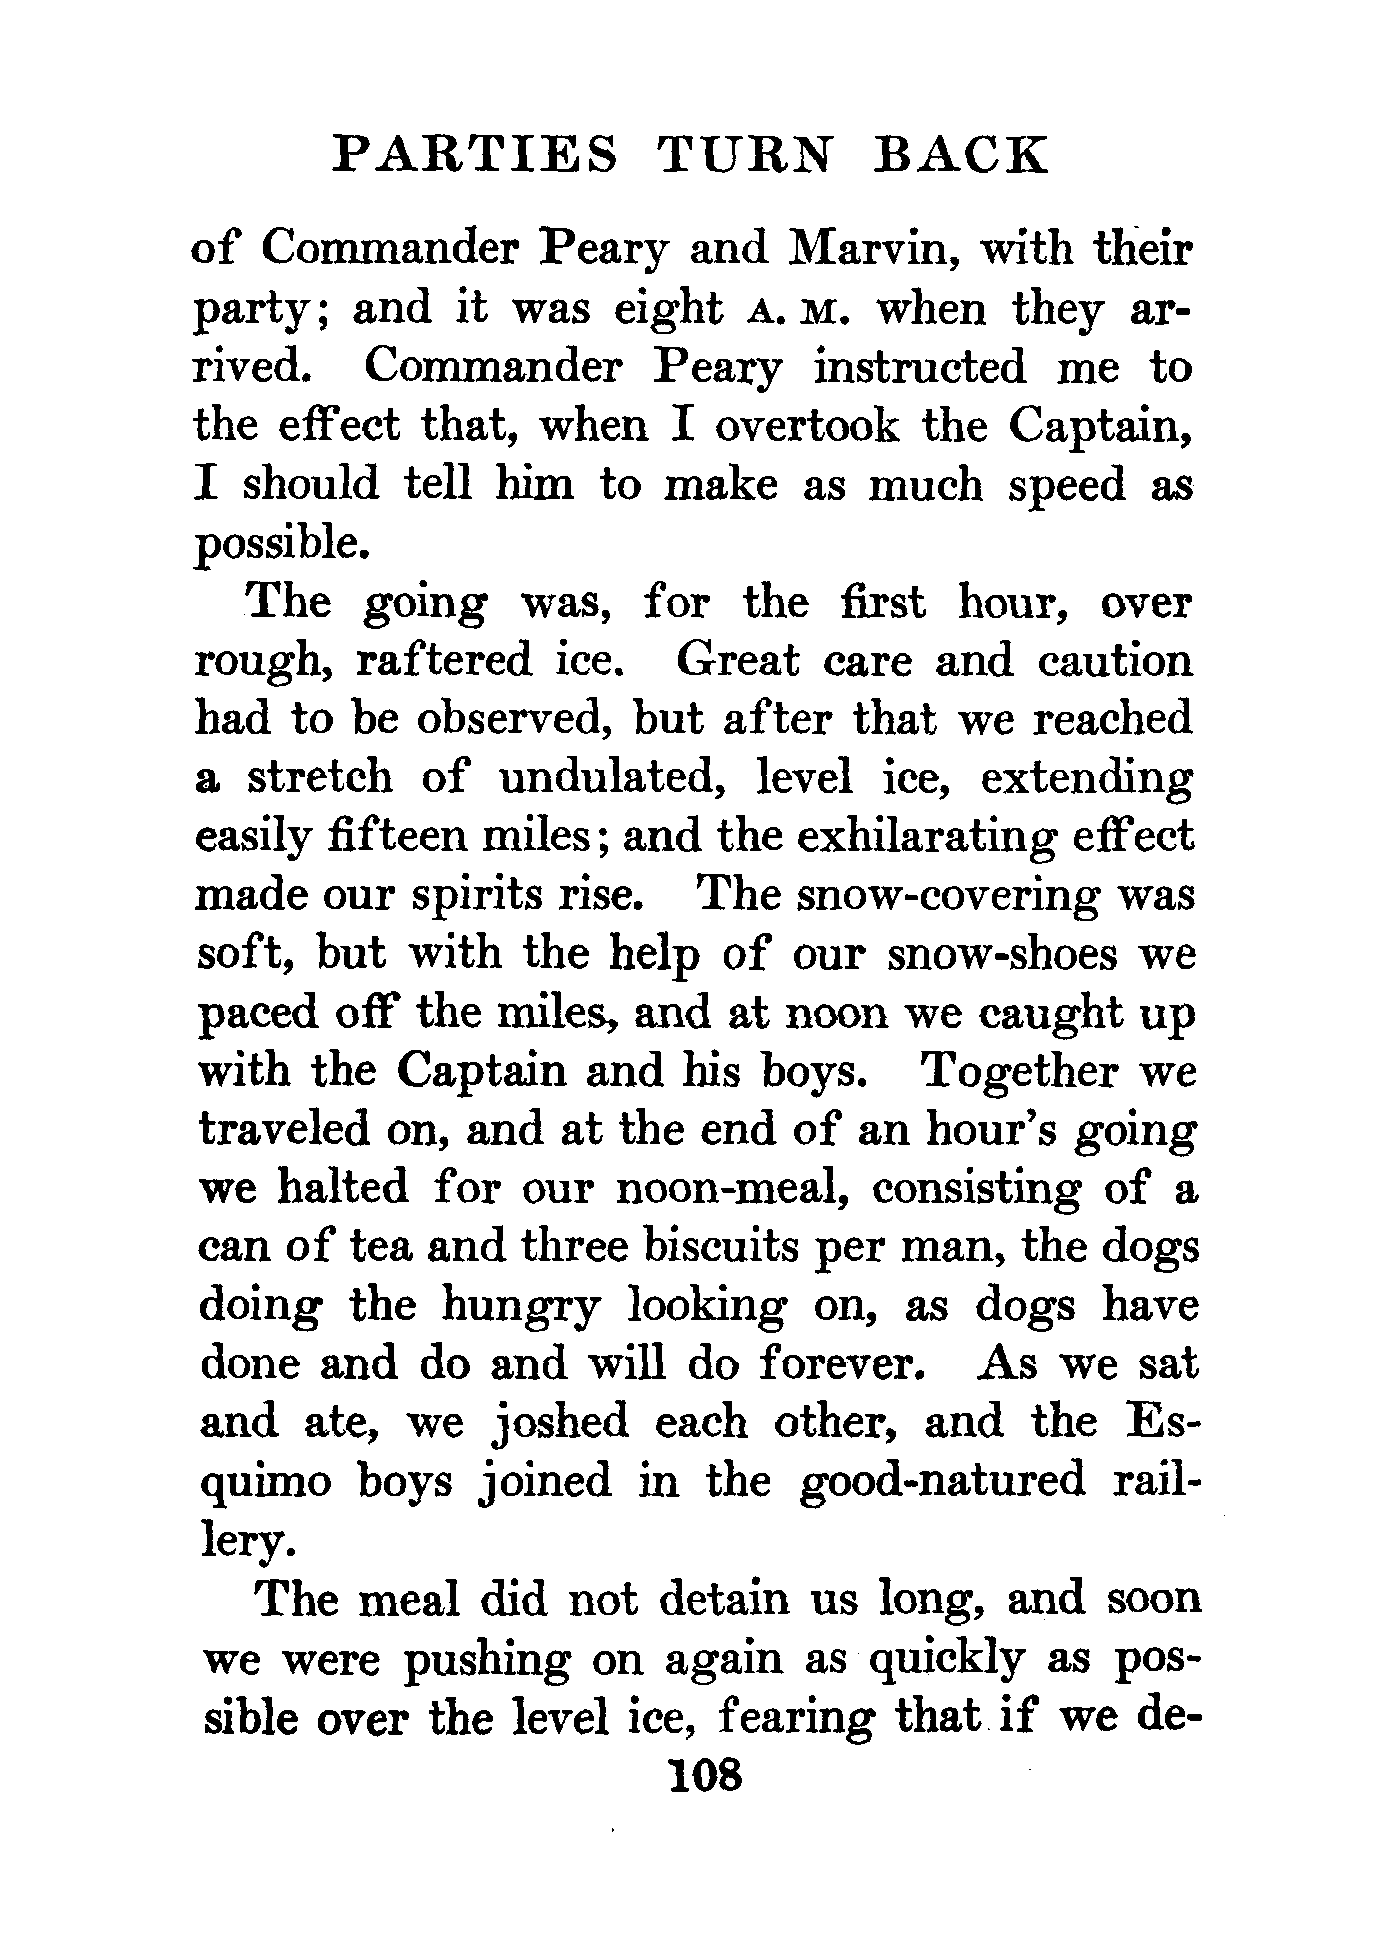 PARTIES TURN BACK
of Commander Peary and Marvin, with their
party; and it was eight A. M. when they ar-
rived. Commander Peary instructed me to
the effect that, when I overtook the Captain,
I should tell him to make as much speed as
possible.
The going was, for the first hour, over
rough, raftered ice. Great care and caution
had to be observed, but after that we reached
a stretch of undulated, level ice, extending
easily fifteen miles; and the exhilarating effect
made our spirits rise. The snow-covering was
soft, but with the help of our snow-shoes we
paced off the miles, and at noon we caught up
with the Captain and his boys. Together we
traveled on, and at the end of an hour's going
we halted for our noon-meal, consisting of a
can of tea and three biscuits per man, the dogs
doing the hungry looking on, as dogs have
done and do and will do forever. As we sat
and ate, we joshed each other, and the Es-
quimo boys joined in the good-natured rail-
lery.
The meal did not detain us long, and soon
we were pushing on again as quickly as pos-
sible over the level ice, fearing that if we de-
108